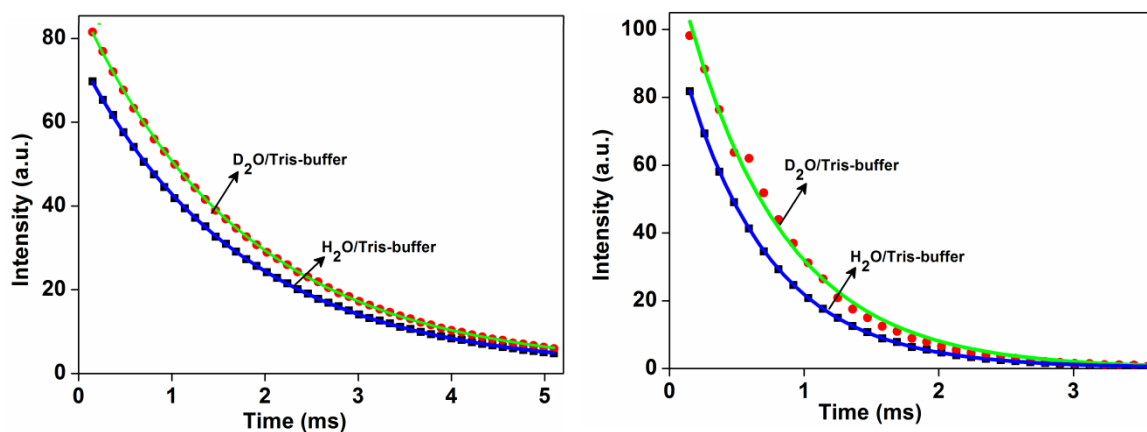 80
60
40
20
0
Intensity (a.u.)
D₂O/Tris-buffer
H₂O/Tris-buffer
0 1 2 3 4 5
Time (ms)
100
80
60
40
20
0
Intensity (a.u.)
D₂O/Tris-buffer
H₂O/Tris-buffer
0 1 2 3
Time (ms)